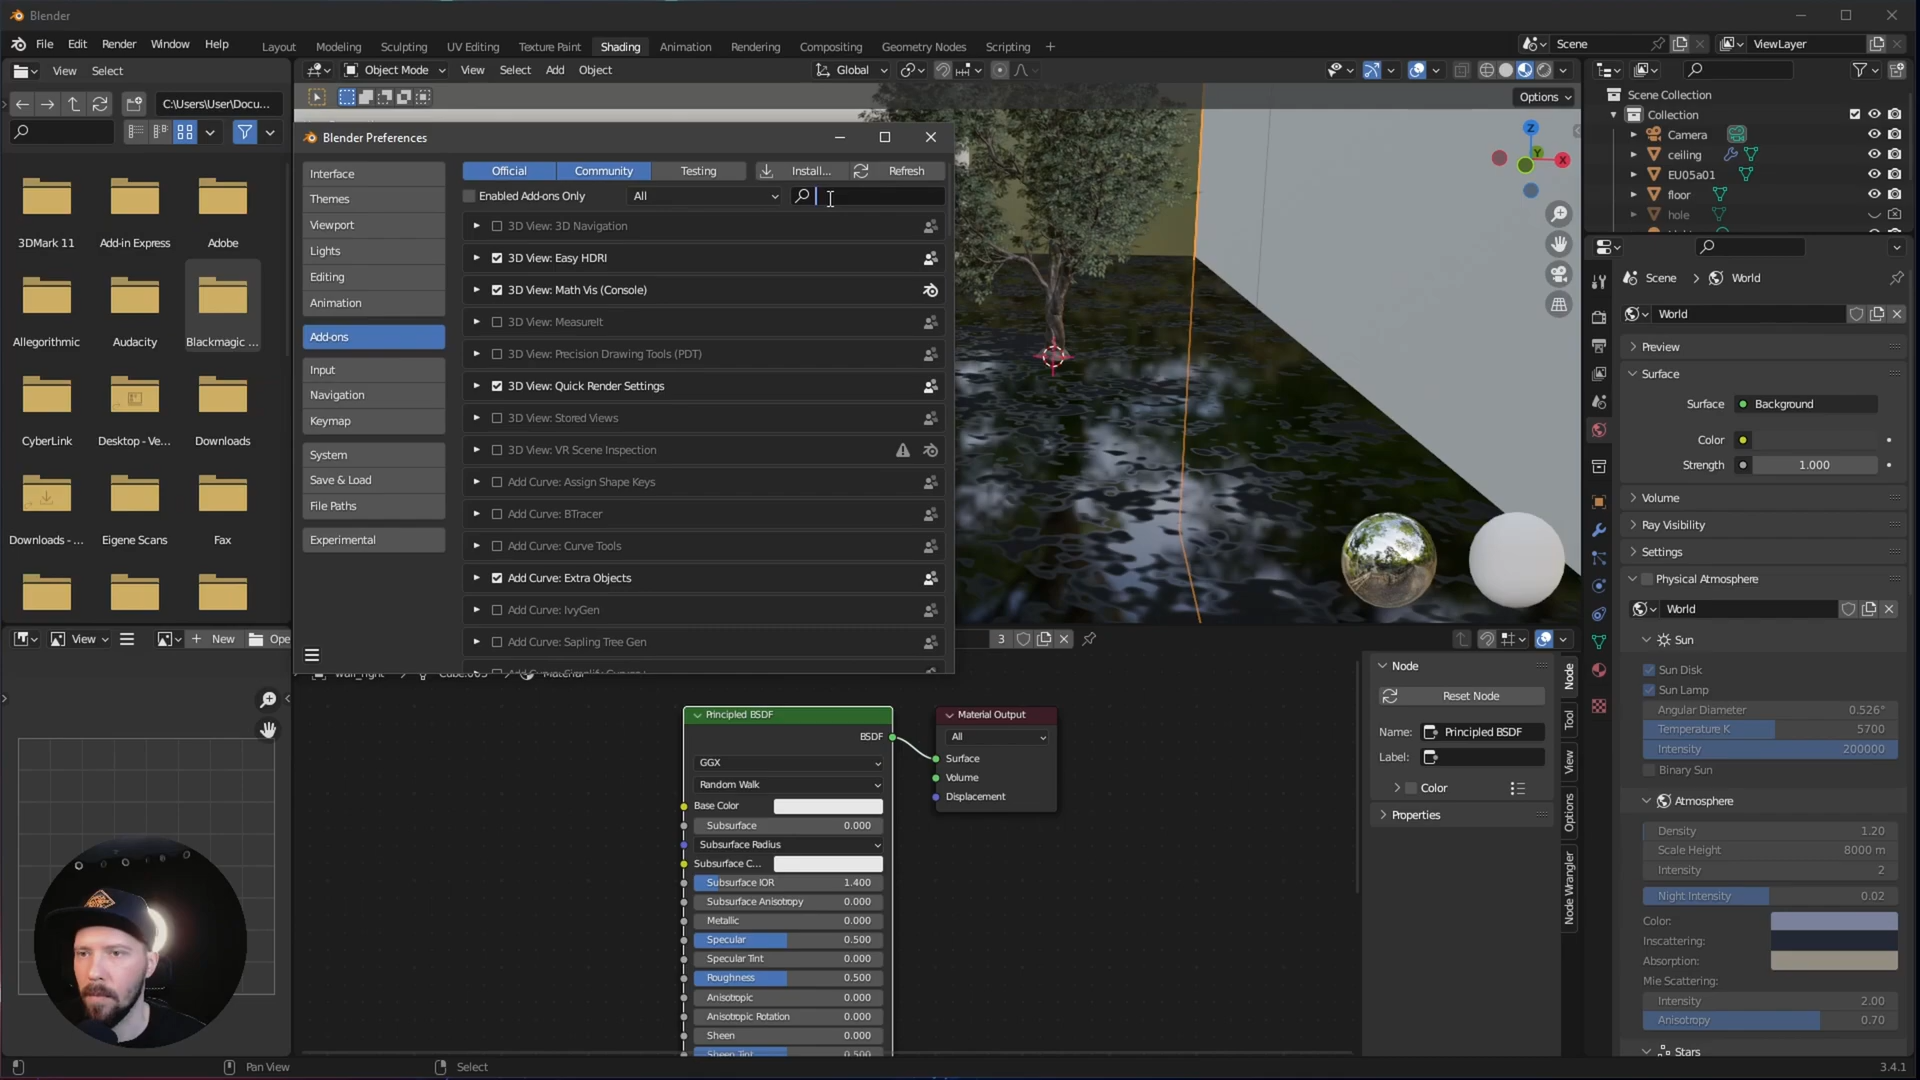 Blender
File Edit Render Window Help
Layout Modeling Sculpting UV Editing Texture Paint Shading Animation Rendering Compositing Geometry Nodes Scripting +
Scene
ViewLayer
View Select
Object Mode View Select Add Object
Global
C:\Users\User\Docu...
Options
3DMark 11
Add-in Express
Adobe
Allegorithmic
Audacity
Blackmagic ...
CyberLink
Desktop - Ve...
Downloads
Downloads - ...
Eigene Scans
Fax
View
New
Ope
Blender Preferences
Interface
Themes
Viewport
Lights
Editing
Animation
Add-ons
Input
Navigation
Keymap
System
Save & Load
File Paths
Experimental
Official Community Testing Install... Refresh
Enabled Add-ons Only All
3D View: 3D Navigation
3D View: Easy HDRI
3D View: Math Vis (Console)
3D View: MeasureIt
3D View: Precision Drawing Tools (PDT)
3D View: Quick Render Settings
3D View: Stored Views
3D View: VR Scene Inspection
Add Curve: Assign Shape Keys
Add Curve: BTracer
Add Curve: Curve Tools
Add Curve: Extra Objects
Add Curve: IvyGen
Add Curve: Sapling Tree Gen
Z
Y
X
3
Principled BSDF
BSDF
GGX
Random Walk
Base Color
Subsurface 0.000
Subsurface Radius
Subsurface C...
Subsurface IOR 1.400
Subsurface Anisotropy 0.000
Metallic 0.000
Specular 0.500
Specular Tint 0.000
Roughness 0.500
Anisotropic 0.000
Anisotropic Rotation 0.000
Sheen 0.000
Sheen Tint 0.500
Material Output
All
Surface
Volume
Displacement
Node
Reset Node
Name: Principled BSDF
Label:
Color
Properties
Node
Tool
View
Options
Node Wrangler
Scene Collection
Collection
Camera
ceiling
EU05a01
floor
hole
Scene World
World
Preview
Surface
Surface Background
Color
Strength 1.000
Volume
Ray Visibility
Settings
Physical Atmosphere
World
Sun
Sun Disk
Sun Lamp
Angular Diameter 0.526°
Temperature K 5700
Intensity 200000
Binary Sun
Atmosphere
Density 1.20
Scale Height 8000 m
Intensity 2
Night Intensity 0.02
Color:
Inscattering:
Absorption:
Mie Scattering:
Intensity 2.00
Anisotropy 0.70
Stars
Pan View
Select
3.4.1